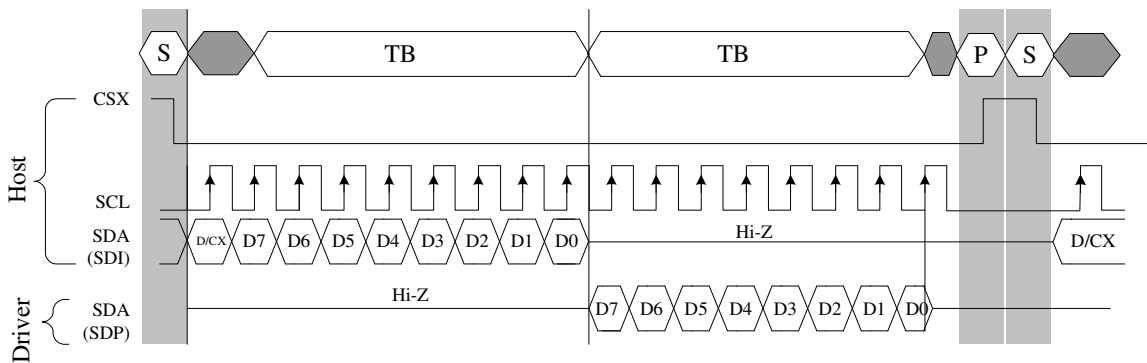 S TB TB P S
CSX
Host
SCL
SDA
(SDI)
D/CX D7 D6 D5 D4 D3 D2 D1 D0 Hi-Z D/CX
Driver
SDA
(SDP)
Hi-Z D7 D6 D5 D4 D3 D2 D1 D0